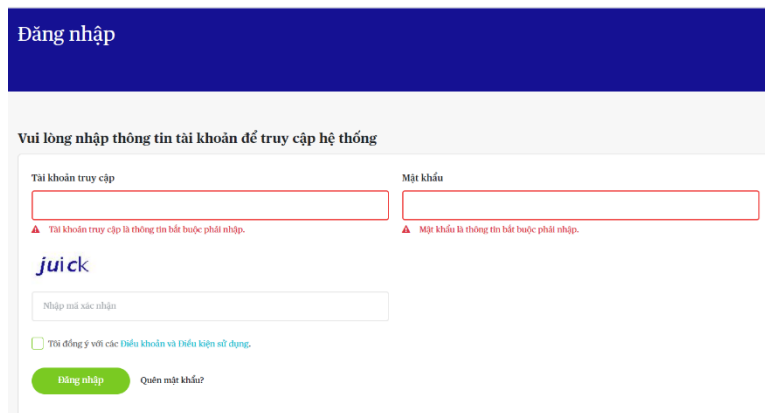 Đăng nhập
Vui lòng nhập thông tin tài khoản để truy cập hệ thống
Tài khoản truy cập
Mật khẩu
Tài khoản truy cập là thông tin bắt buộc phải nhập.
Mật khẩu là thông tin bắt buộc phải nhập.
juick
Nhập mã xác nhận
Tôi đồng ý với các Điều khoản và Điều kiện sử dụng.
Đăng nhập
Quên mật khẩu?